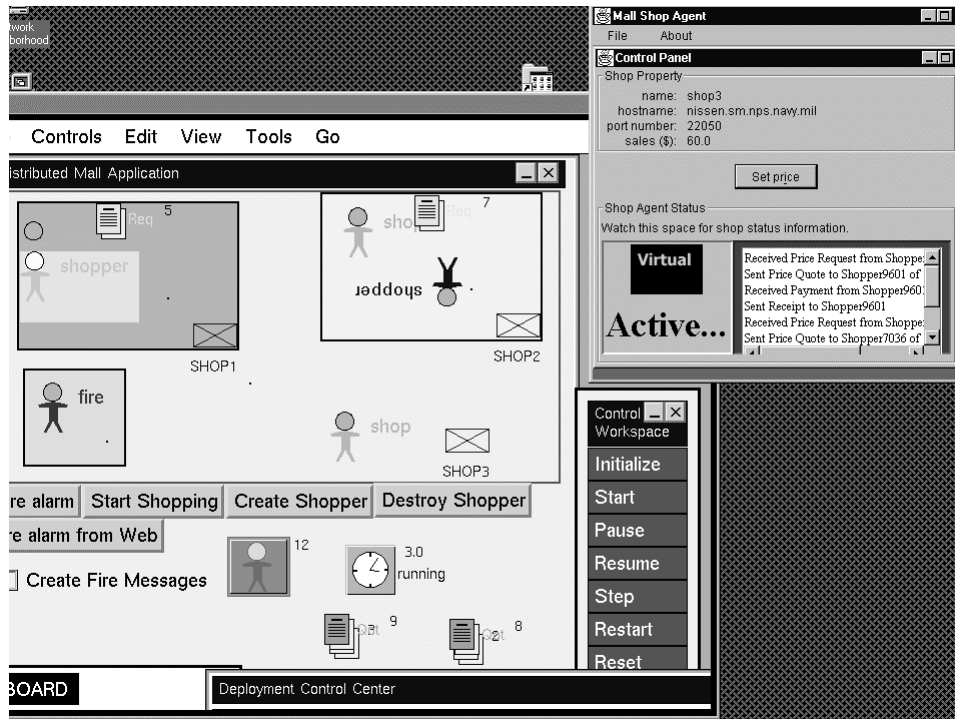 twork
borhood
Mall Shop Agent
File About
Control Panel
Shop Property
name: shop3
hostname: nissen.sm.nps.navy.mil
port number: 22050
sales ($): 60.0
Set price
Shop Agent Status
Watch this space for shop status information.
Virtual
Active...
Received Price Request from Shoppe
Sent Price Quote to Shopper9601 of
Received Payment from Shopper960
Sent Receipt to Shopper9601
Received Price Request from Shoppe
Sent Price Quote to Shopper7036 of
Controls Edit View Tools Go
istributed Mall Application
Req 5
shopper
SHOP1
shop Req 7
shopper
SHOP2
fire
shop
SHOP3
re alarm Start Shopping Create Shopper Destroy Shopper
re alarm from Web
12
3.0
running
Create Fire Messages
9
8
2
BOARD
Deployment Control Center
Control
Workspace
Initialize
Start
Pause
Resume
Step
Restart
Reset